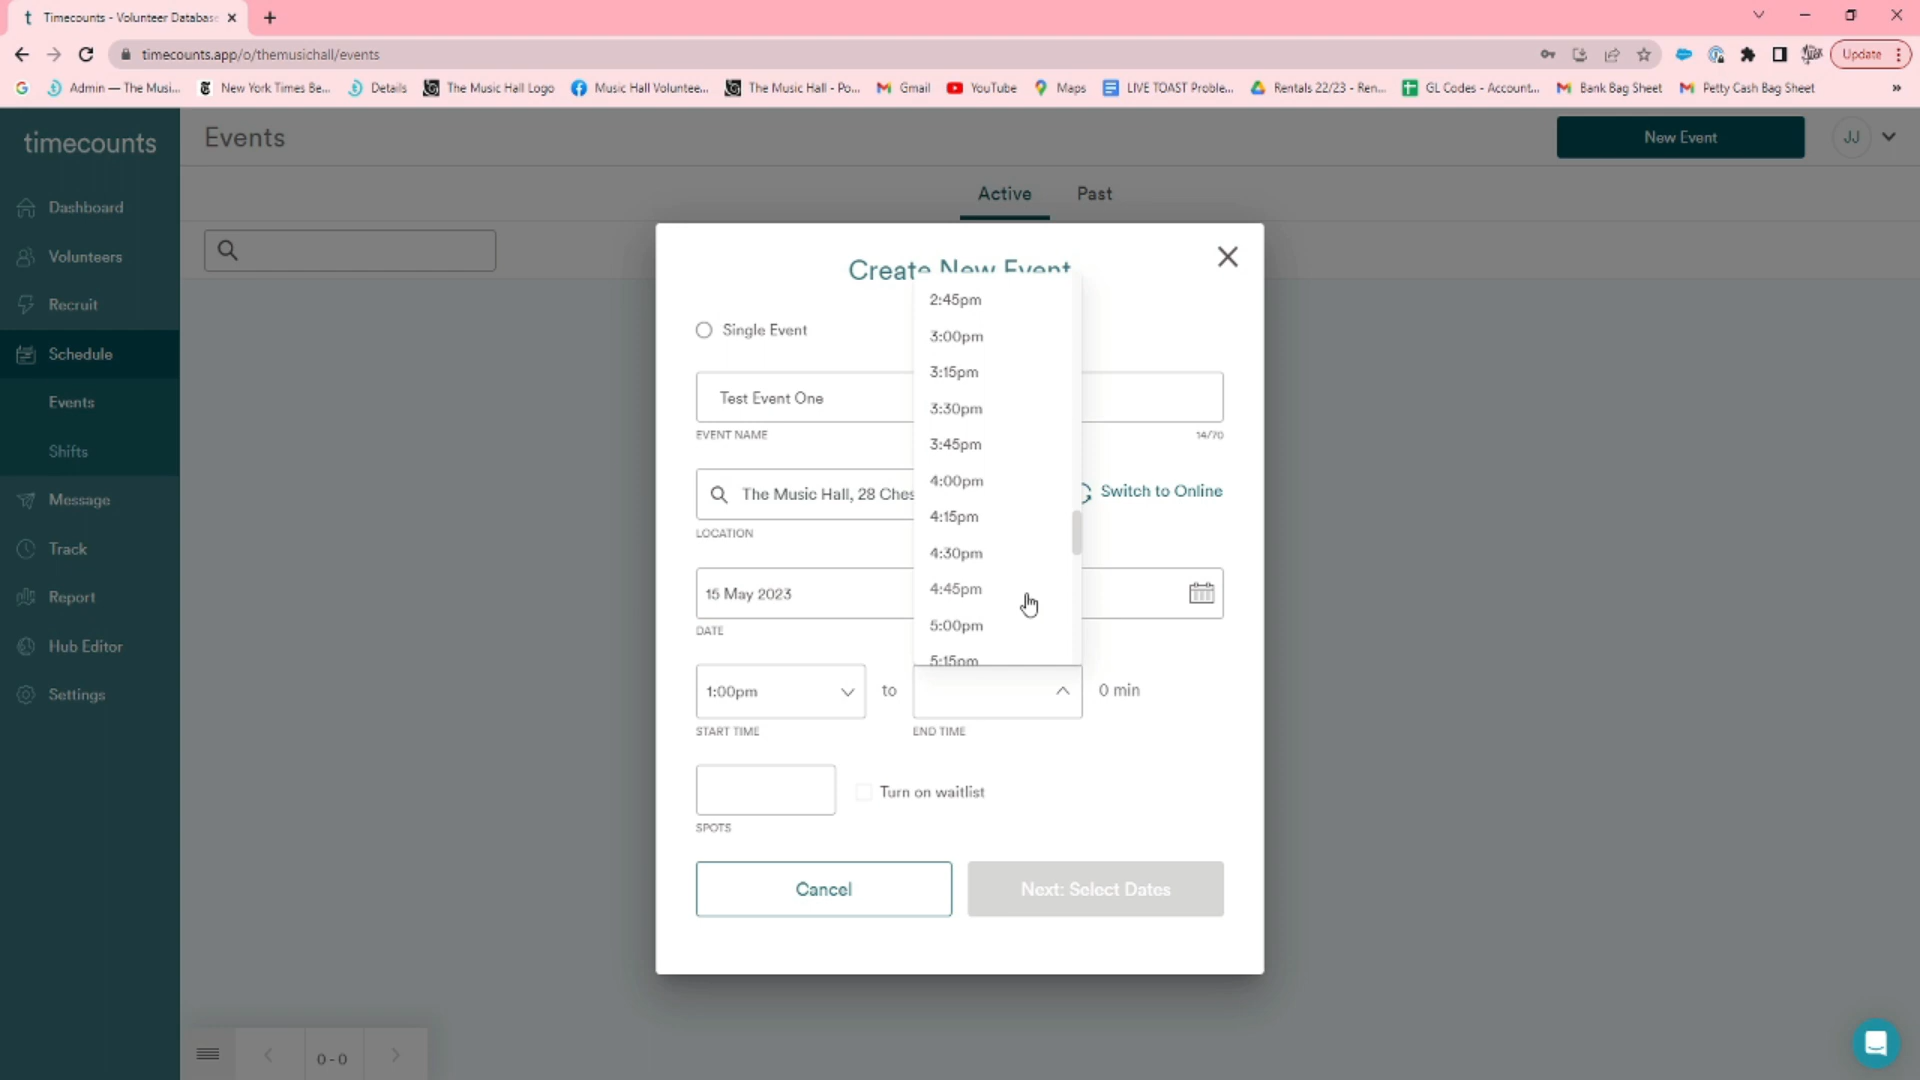 Timecounts - Volunteer Databas
timecounts.app/o/themusichall/events
Update
Admin — The Musi...
New York Times Be...
Details
The Music Hall Logo
Music Hall Voluntee...
The Music Hall - Po...
Gmail
YouTube
Maps
LIVE TOAST Proble...
Rentals 22/23 - Ren...
GL Codes - Account...
Bank Bag Sheet
Petty Cash Bag Sheet
»
timecounts
Events
New Event
JJ
Dashboard
Volunteers
Recruit
Schedule
Events
Shifts
Message
Track
Report
Hub Editor
Settings
Active
Past
Create New Event
Single Event
Test Event One
EVENT NAME
14/70
The Music Hall, 28 Ches
Switch to Online
LOCATION
15 May 2023
DATE
2:45pm
3:00pm
3:15pm
3:30pm
3:45pm
4:00pm
4:15pm
4:30pm
4:45pm
5:00pm
5:15pm
1:00pm
to
0 min
START TIME
END TIME
Turn on waitlist
SPOTS
Cancel
Next: Select Dates
0 - 0